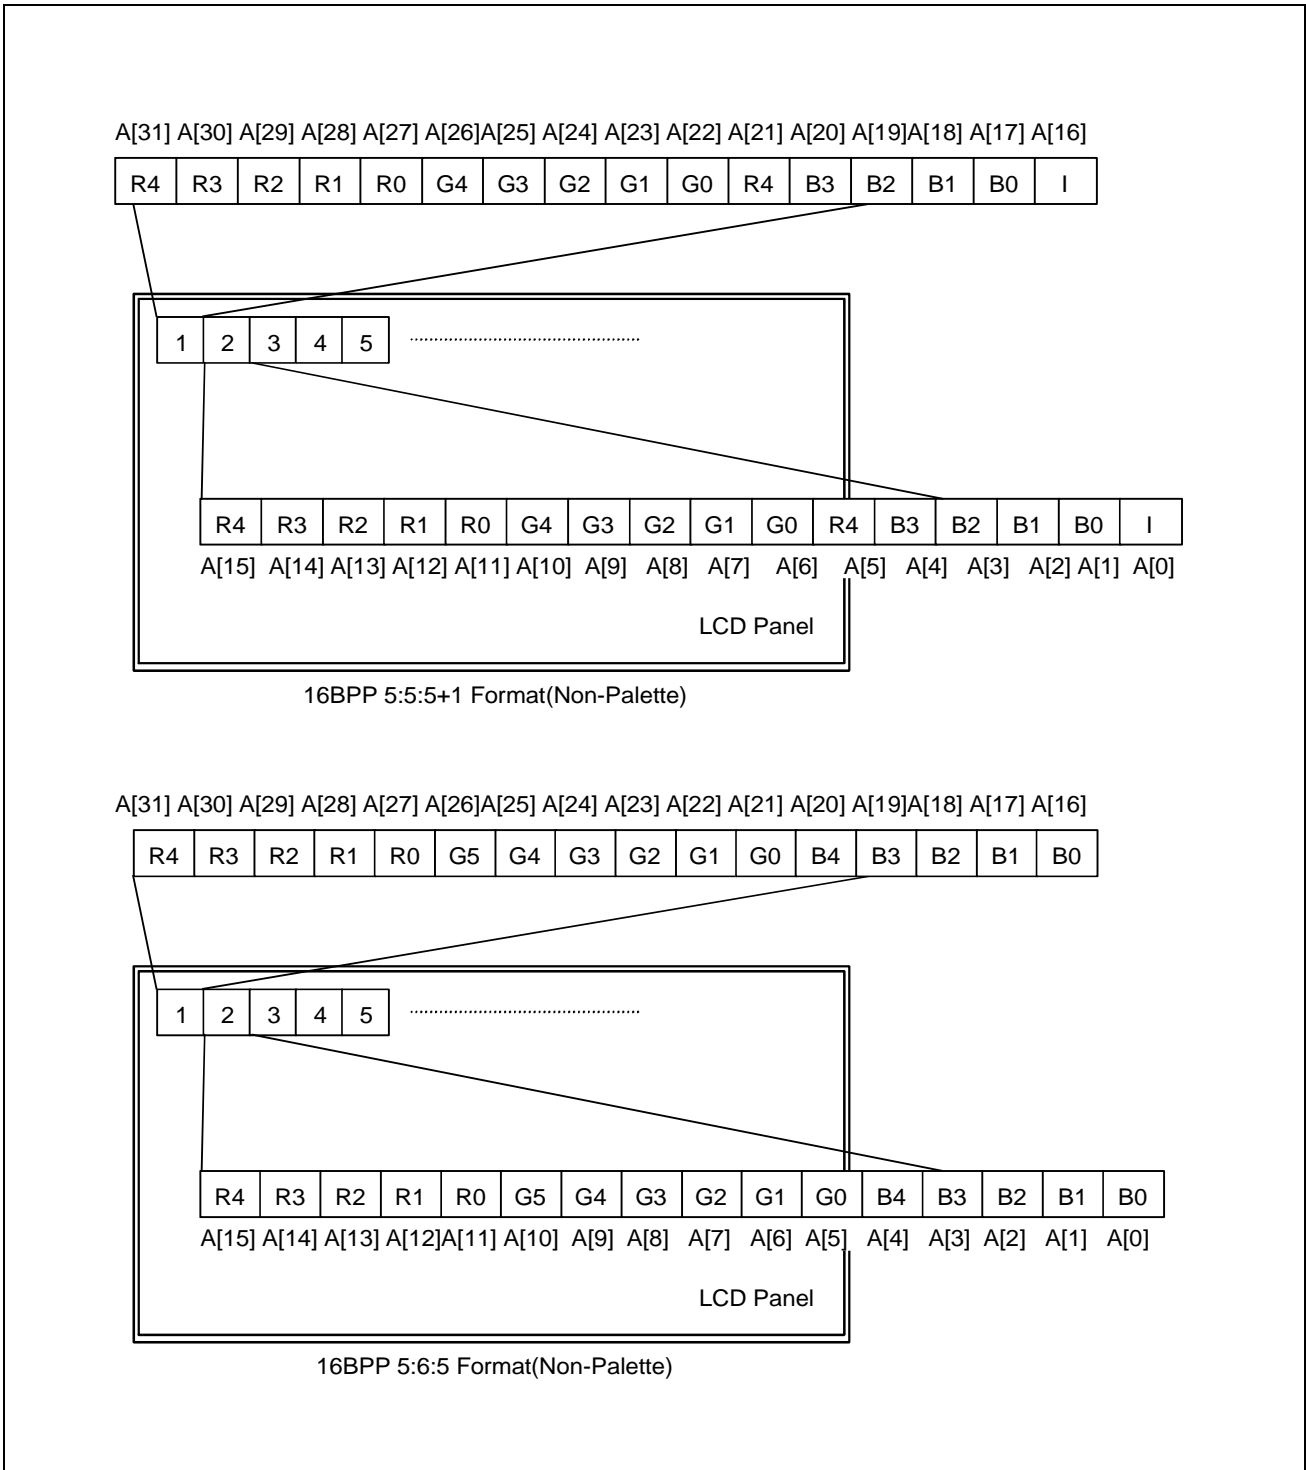 A[31] A[30] A[29] A[28] A[27] A[26]A[25] A[24] A[23] A[22] A[21] A[20] A[19]A[18] A[17] A[16]
R4 R3 R2 R1 R0 G4 G3 G2 G1 G0 R4 B3 B2 B1 B0 I
1 2 3 4 5
R4 R3 R2 R1 R0 G4 G3 G2 G1 G0 R4 B3 B2 B1 B0 I
A[15] A[14] A[13] A[12] A[11] A[10] A[9] A[8] A[7] A[6] A[5] A[4] A[3] A[2] A[1] A[0]
LCD Panel
16BPP 5:5:5+1 Format(Non-Palette)
A[31] A[30] A[29] A[28] A[27] A[26]A[25] A[24] A[23] A[22] A[21] A[20] A[19]A[18] A[17] A[16]
R4 R3 R2 R1 R0 G5 G4 G3 G2 G1 G0 B4 B3 B2 B1 B0
1 2 3 4 5
R4 R3 R2 R1 R0 G5 G4 G3 G2 G1 G0 B4 B3 B2 B1 B0
A[15] A[14] A[13] A[12]A[11] A[10] A[9] A[8] A[7] A[6] A[5] A[4] A[3] A[2] A[1] A[0]
LCD Panel
16BPP 5:6:5 Format(Non-Palette)